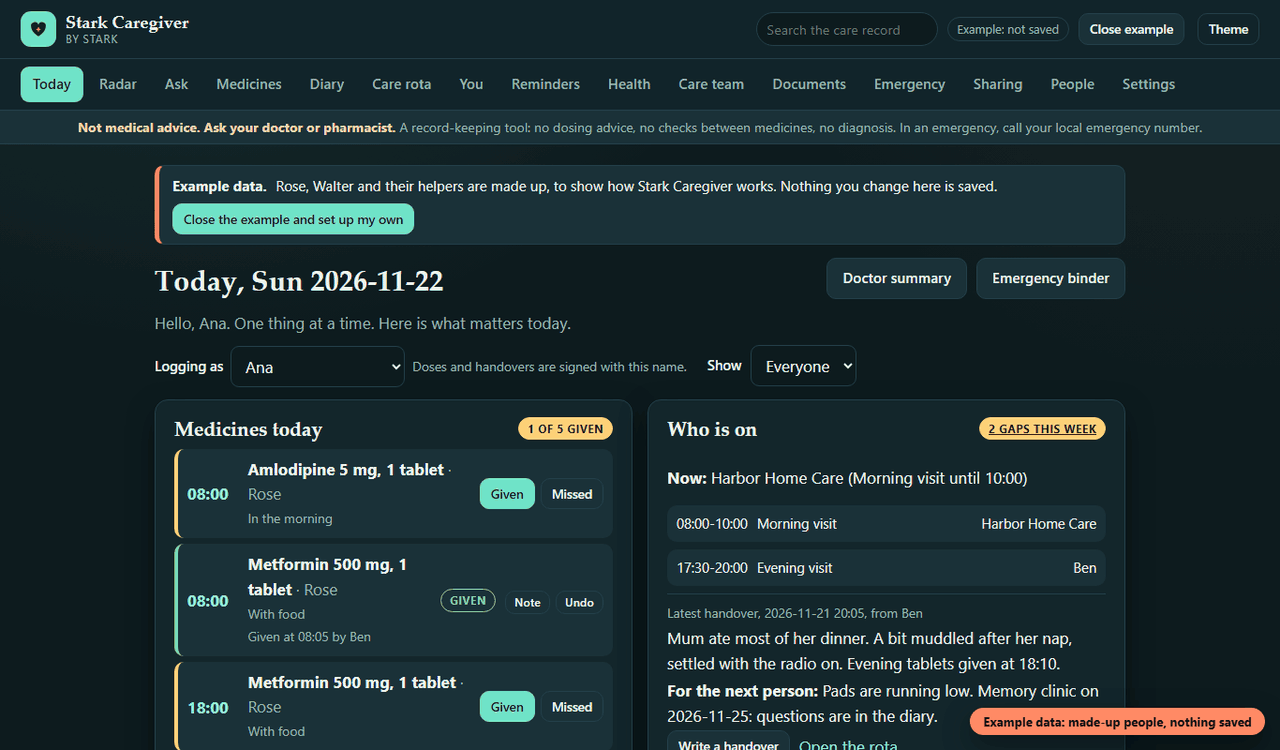 Stark Caregiver
BY STARK
Search the care record
Example: not saved
Close example
Theme
Today Radar Ask Medicines Diary Care rota You Reminders Health Care team Documents Emergency Sharing People Settings
Not medical advice. Ask your doctor or pharmacist. A record-keeping tool: no dosing advice, no checks between medicines, no diagnosis. In an emergency, call your local emergency number.
Example data. Rose, Walter and their helpers are made up, to show how Stark Caregiver works. Nothing you change here is saved.
Close the example and set up my own
Today, Sun 2026-11-22
Doctor summary
Emergency binder
Hello, Ana. One thing at a time. Here is what matters today.
Logging as Ana Doses and handovers are signed with this name. Show Everyone
Medicines today
1 OF 5 GIVEN
08:00
Amlodipine 5 mg, 1 tablet ·
Rose
In the morning
Given Missed
08:00
Metformin 500 mg, 1
tablet · Rose
With food
Given at 08:05 by Ben
GIVEN Note Undo
18:00
Metformin 500 mg, 1 tablet ·
Rose
With food
Given Missed
Who is on
2 GAPS THIS WEEK
Now: Harbor Home Care (Morning visit until 10:00)
08:00-10:00 Morning visit Harbor Home Care
17:30-20:00 Evening visit Ben
Latest handover, 2026-11-21 20:05, from Ben
Mum ate most of her dinner. A bit muddled after her nap,
settled with the radio on. Evening tablets given at 18:10.
For the next person: Pads are running low. Memory clinic on
2026-11-25: questions are in the diary.
Write a handover Open the rota
Example data: made-up people, nothing saved